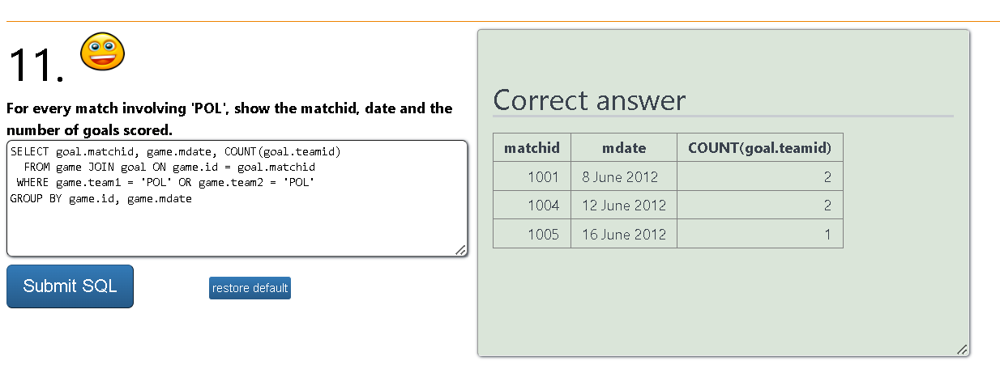 11.
For every match involving 'POL', show the matchid, date and the
number of goals scored.
SELECT goal.matchid, game.mdate, COUNT(goal.teamid)
FROM game JOIN goal ON game.id = goal.matchid
WHERE game.team1 = 'POL' OR game.team2 = 'POL'
GROUP BY game.id, game.mdate
Submit SQL
restore default
Correct answer
matchid mdate COUNT(goal.teamid)
1001 8 June 2012 2
1004 12 June 2012 2
1005 16 June 2012 1